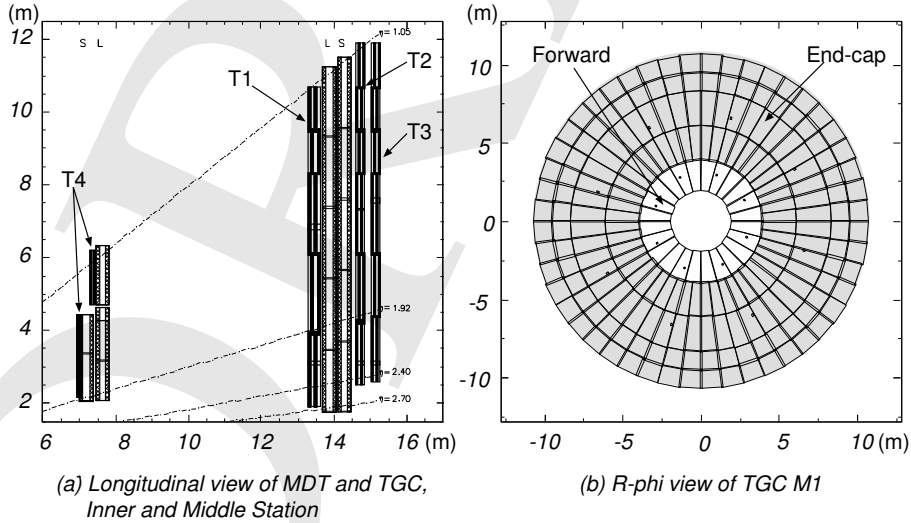 (m)
S L
L S
η = 1.05
T1
T2
T3
T4
η = 1.92
η = 2.40
η = 2.70
12
10
8
6
4
2
6 8 10 12 14 16 (m)
(a) Longitudinal view of MDT and TGC,
Inner and Middle Station
(m)
Forward
End-cap
10
5
0
-5
-10
-10 -5 0 5 10 (m)
(b) R-phi view of TGC M1